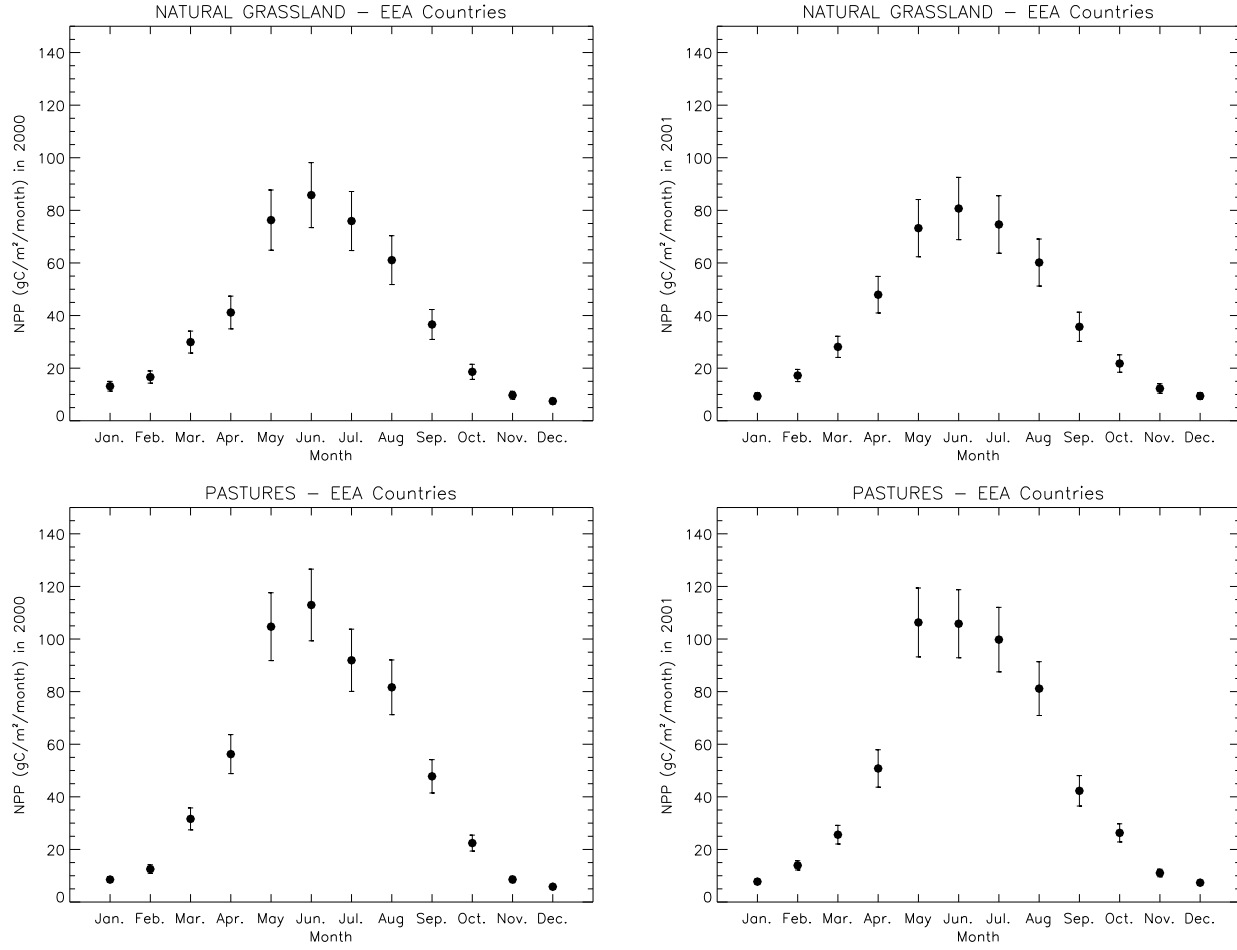 NATURAL GRASSLAND – EEA Countries
NPP (gC/m²/month) in 2000
140
120
100
80
60
40
20
0
Jan. Feb. Mar. Apr. May Jun. Jul. Aug Sep. Oct. Nov. Dec.
Month
NATURAL GRASSLAND – EEA Countries
NPP (gC/m²/month) in 2001
140
120
100
80
60
40
20
0
Jan. Feb. Mar. Apr. May Jun. Jul. Aug Sep. Oct. Nov. Dec.
Month
PASTURES – EEA Countries
NPP (gC/m²/month) in 2000
140
120
100
80
60
40
20
0
Jan. Feb. Mar. Apr. May Jun. Jul. Aug Sep. Oct. Nov. Dec.
Month
PASTURES – EEA Countries
NPP (gC/m²/month) in 2001
140
120
100
80
60
40
20
0
Jan. Feb. Mar. Apr. May Jun. Jul. Aug Sep. Oct. Nov. Dec.
Month